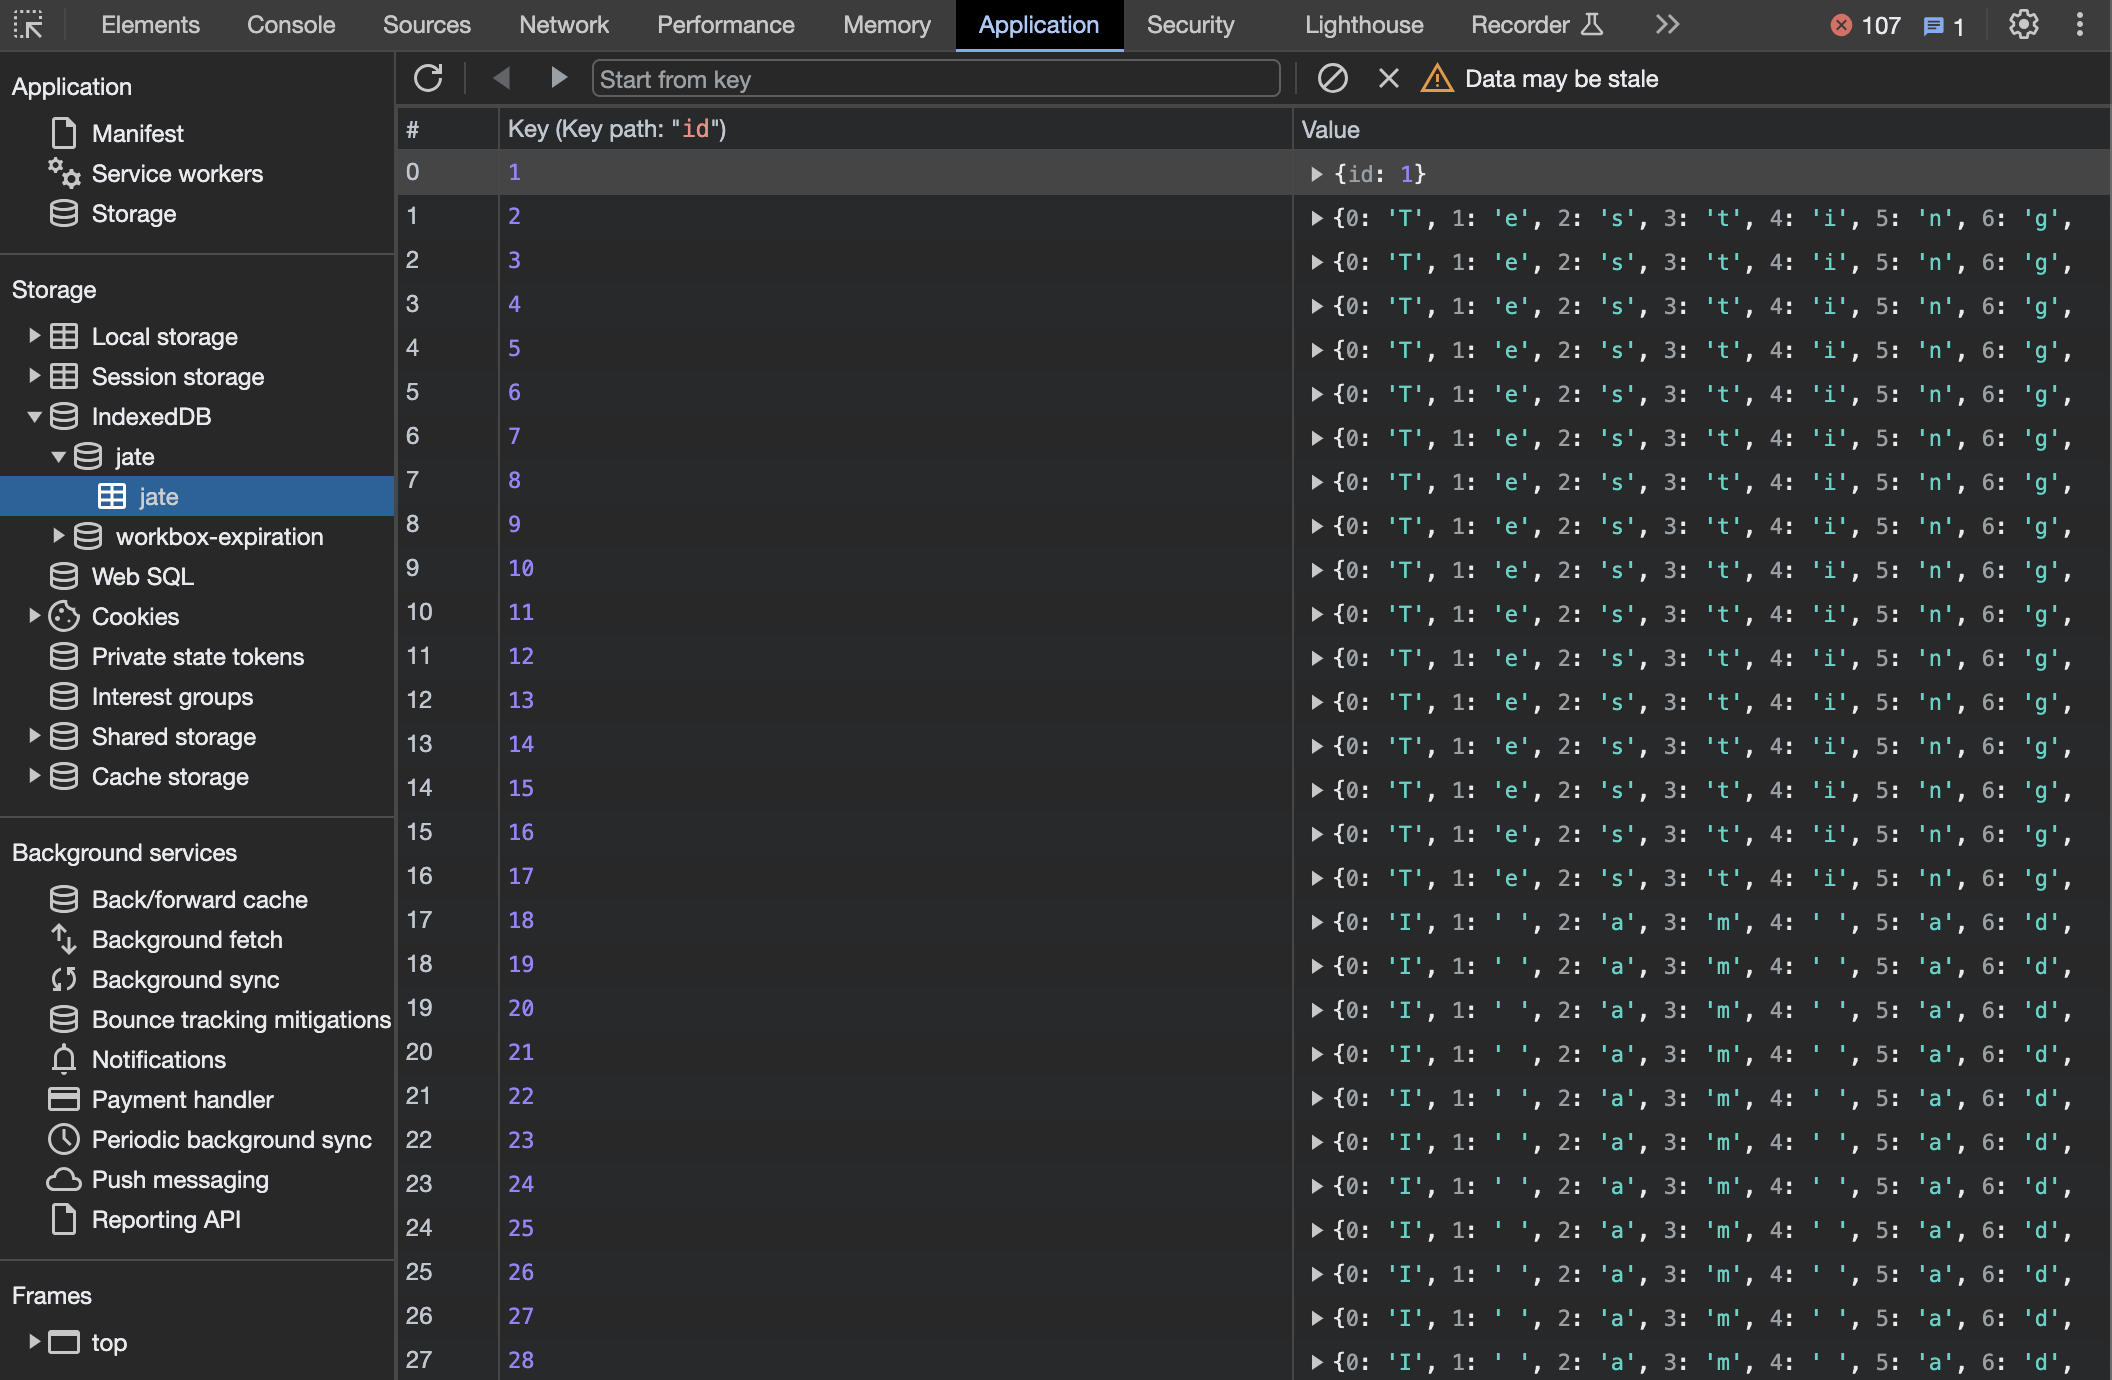 Elements Console Sources Network Performance Memory Application Security Lighthouse Recorder 107 1
Application
Manifest
Service workers
Storage
Storage
Local storage
Session storage
IndexedDB
jate
jate
workbox-expiration
Web SQL
Cookies
Private state tokens
Interest groups
Shared storage
Cache storage
Background services
Back/forward cache
Background fetch
Background sync
Bounce tracking mitigations
Notifications
Payment handler
Periodic background sync
Push messaging
Reporting API
Frames
top
Start from key Data may be stale
# Key (Key path: "id") Value
0 1 {id: 1}
1 2 {0: 'T', 1: 'e', 2: 's', 3: 't', 4: 'i', 5: 'n', 6: 'g',
2 3 {0: 'T', 1: 'e', 2: 's', 3: 't', 4: 'i', 5: 'n', 6: 'g',
3 4 {0: 'T', 1: 'e', 2: 's', 3: 't', 4: 'i', 5: 'n', 6: 'g',
4 5 {0: 'T', 1: 'e', 2: 's', 3: 't', 4: 'i', 5: 'n', 6: 'g',
5 6 {0: 'T', 1: 'e', 2: 's', 3: 't', 4: 'i', 5: 'n', 6: 'g',
6 7 {0: 'T', 1: 'e', 2: 's', 3: 't', 4: 'i', 5: 'n', 6: 'g',
7 8 {0: 'T', 1: 'e', 2: 's', 3: 't', 4: 'i', 5: 'n', 6: 'g',
8 9 {0: 'T', 1: 'e', 2: 's', 3: 't', 4: 'i', 5: 'n', 6: 'g',
9 10 {0: 'T', 1: 'e', 2: 's', 3: 't', 4: 'i', 5: 'n', 6: 'g',
10 11 {0: 'T', 1: 'e', 2: 's', 3: 't', 4: 'i', 5: 'n', 6: 'g',
11 12 {0: 'T', 1: 'e', 2: 's', 3: 't', 4: 'i', 5: 'n', 6: 'g',
12 13 {0: 'T', 1: 'e', 2: 's', 3: 't', 4: 'i', 5: 'n', 6: 'g',
13 14 {0: 'T', 1: 'e', 2: 's', 3: 't', 4: 'i', 5: 'n', 6: 'g',
14 15 {0: 'T', 1: 'e', 2: 's', 3: 't', 4: 'i', 5: 'n', 6: 'g',
15 16 {0: 'T', 1: 'e', 2: 's', 3: 't', 4: 'i', 5: 'n', 6: 'g',
16 17 {0: 'T', 1: 'e', 2: 's', 3: 't', 4: 'i', 5: 'n', 6: 'g',
17 18 {0: 'I', 1: ' ', 2: 'a', 3: 'm', 4: ' ', 5: 'a', 6: 'd',
18 19 {0: 'I', 1: ' ', 2: 'a', 3: 'm', 4: ' ', 5: 'a', 6: 'd',
19 20 {0: 'I', 1: ' ', 2: 'a', 3: 'm', 4: ' ', 5: 'a', 6: 'd',
20 21 {0: 'I', 1: ' ', 2: 'a', 3: 'm', 4: ' ', 5: 'a', 6: 'd',
21 22 {0: 'I', 1: ' ', 2: 'a', 3: 'm', 4: ' ', 5: 'a', 6: 'd',
22 23 {0: 'I', 1: ' ', 2: 'a', 3: 'm', 4: ' ', 5: 'a', 6: 'd',
23 24 {0: 'I', 1: ' ', 2: 'a', 3: 'm', 4: ' ', 5: 'a', 6: 'd',
24 25 {0: 'I', 1: ' ', 2: 'a', 3: 'm', 4: ' ', 5: 'a', 6: 'd',
25 26 {0: 'I', 1: ' ', 2: 'a', 3: 'm', 4: ' ', 5: 'a', 6: 'd',
26 27 {0: 'I', 1: ' ', 2: 'a', 3: 'm', 4: ' ', 5: 'a', 6: 'd',
27 28 {0: 'I', 1: ' ', 2: 'a', 3: 'm', 4: ' ', 5: 'a', 6: 'd',